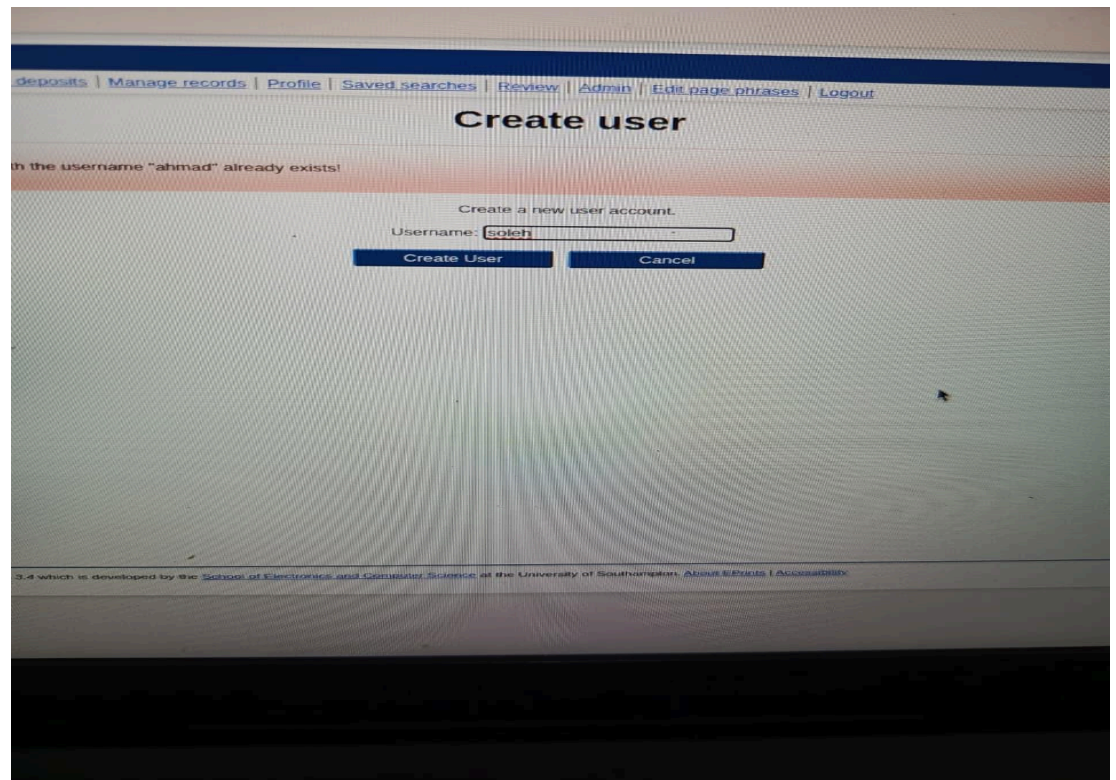 deposits | Manage records | Profile | Saved searches | Review | Admin | Edit page phrases | Logout
Create user
th the username "ahmad" already exists!
Create a new user account.
Username: soleh
Create User Cancel
3.4 which is developed by the School of Electronics and Computer Science at the University of Southampton. About EPrints | Accessibility